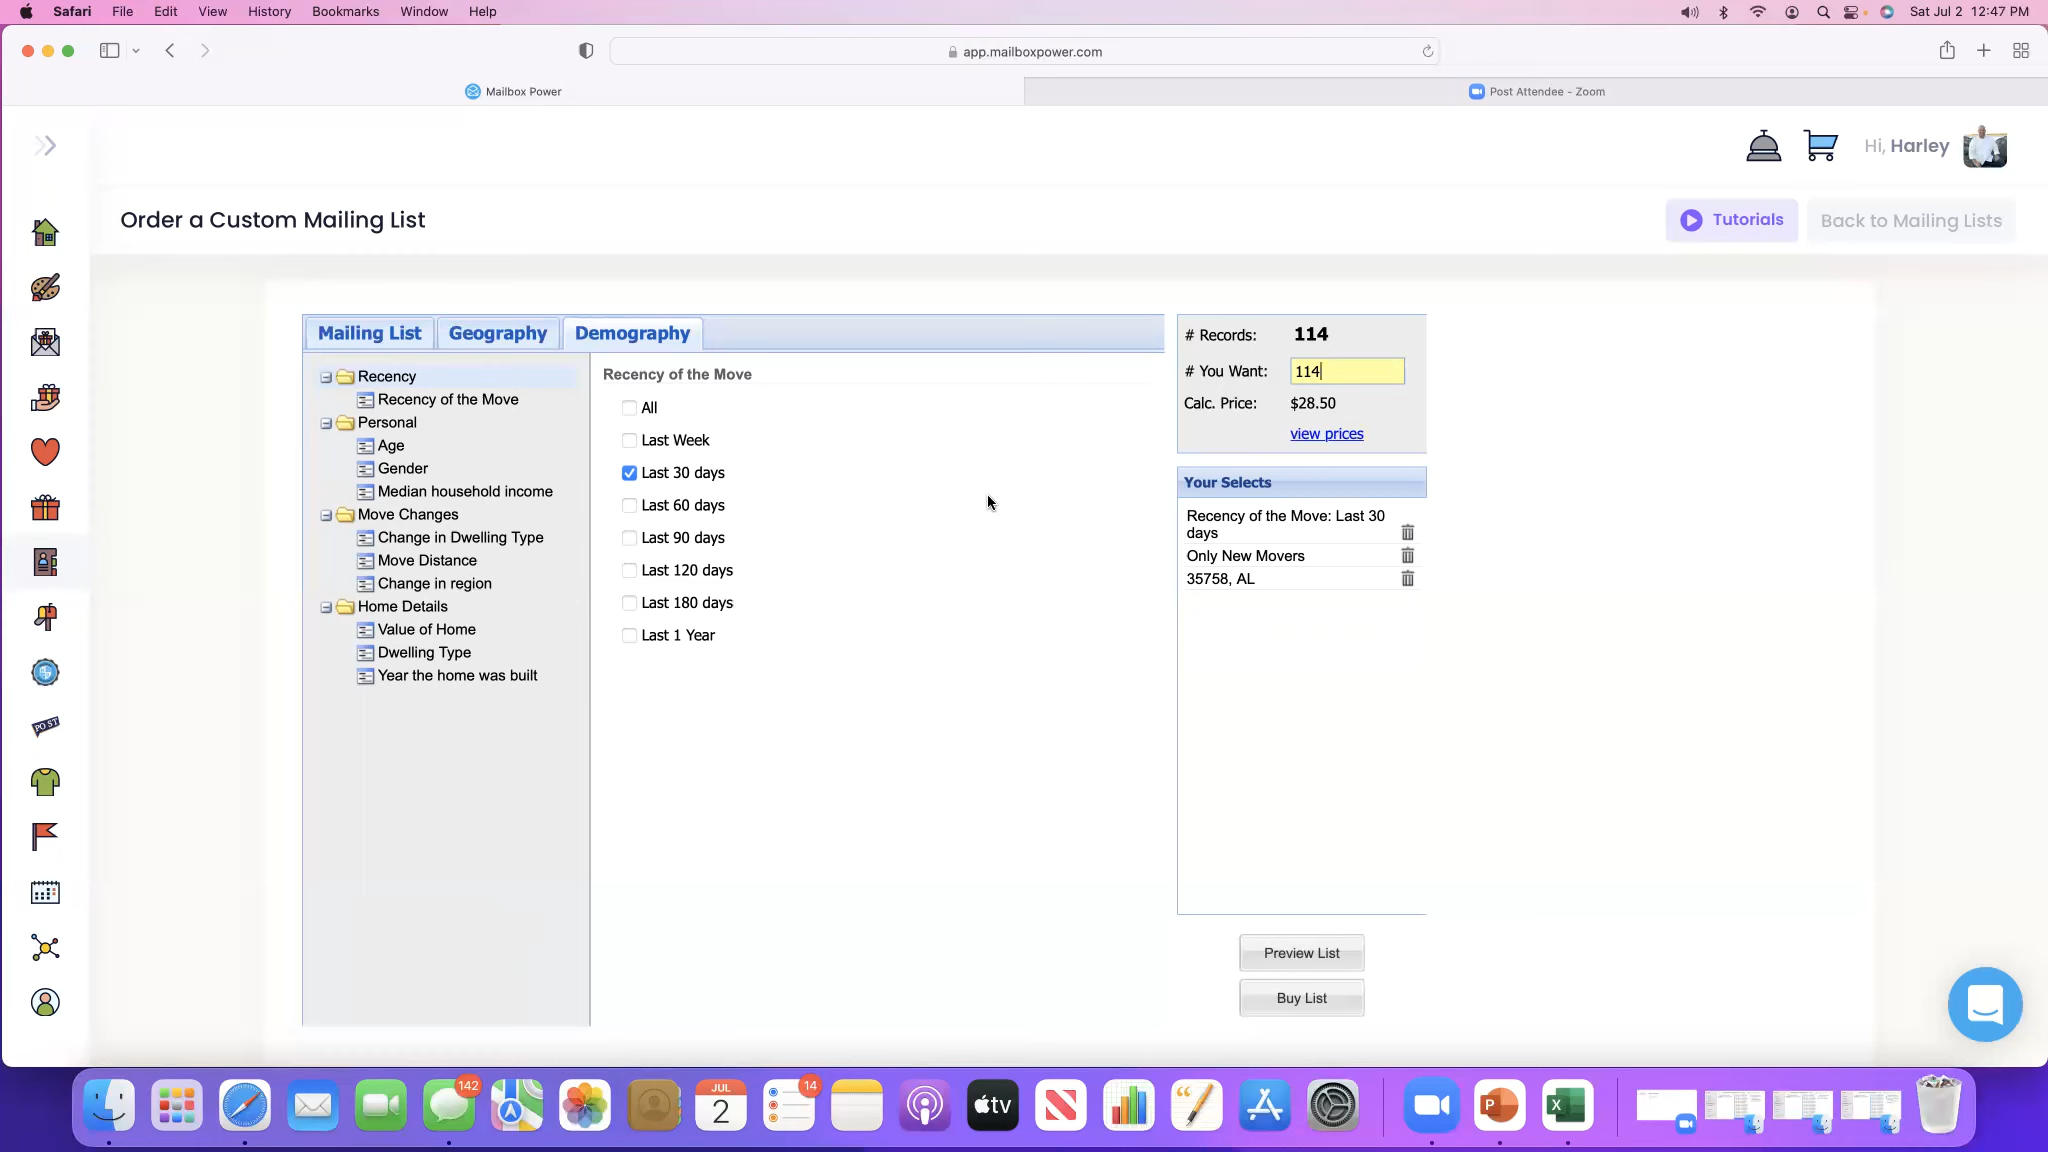 Safari File Edit View History Bookmarks Window Help Sat Jul 2 12:47 PM
app.mailboxpower.com
Mailbox Power Post Attendee - Zoom
Hi, Harley
Order a Custom Mailing List Tutorials Back to Mailing Lists
Mailing List Geography Demography
Recency
Recency of the Move
Personal
Age
Gender
Median household income
Move Changes
Change in Dwelling Type
Move Distance
Change in region
Home Details
Value of Home
Dwelling Type
Year the home was built
Recency of the Move
All
Last Week
Last 30 days
Last 60 days
Last 90 days
Last 120 days
Last 180 days
Last 1 Year
# Records: 114
# You Want: 114
Calc. Price: $28.50
view prices
Your Selects
Recency of the Move: Last 30
days
Only New Movers
35758, AL
Preview List
Buy List
POST
142
JUL
2
14
tv
P
X